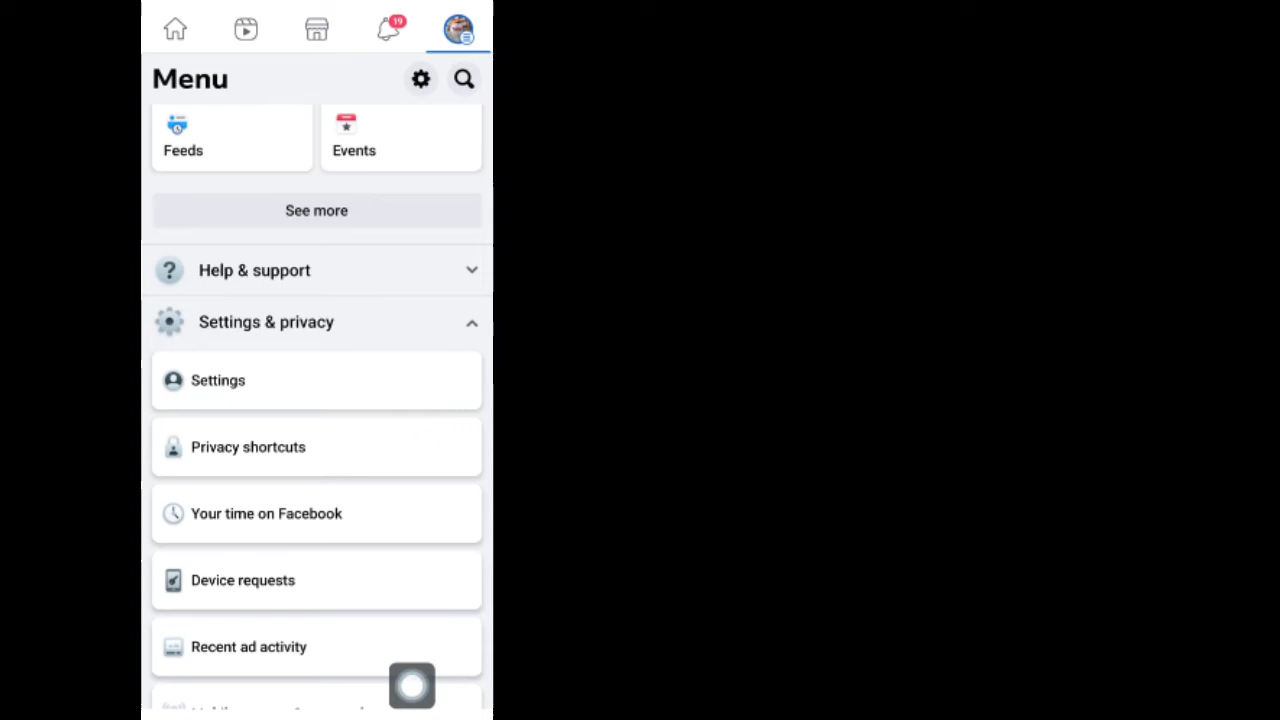 19
Menu
Feeds
Events
See more
? Help & support
Settings & privacy
Settings
Privacy shortcuts
Your time on Facebook
Device requests
Recent ad activity